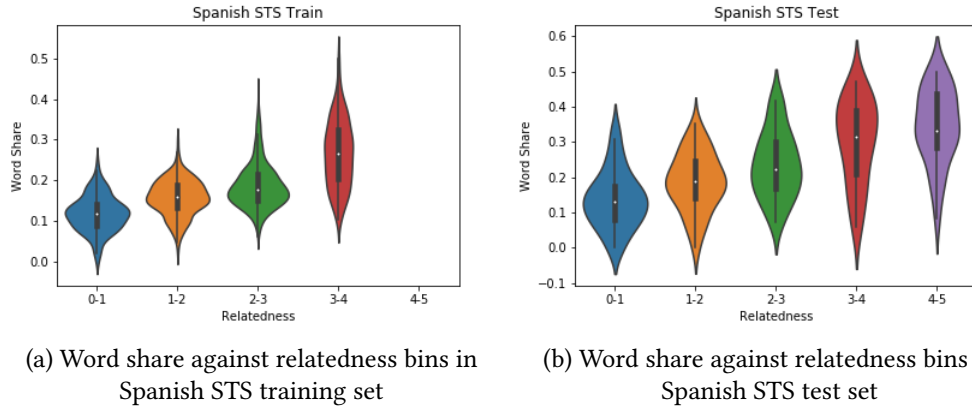 Spanish STS Train
0.5
0.4
0.3
0.2
0.1
0.0
Word Share
0-1 1-2 2-3 3-4 4-5
Relatedness
(a) Word share against relatedness bins in
Spanish STS training set
Spanish STS Test
0.6
0.5
0.4
0.3
0.2
0.1
0.0
−0.1
Word Share
0-1 1-2 2-3 3-4 4-5
Relatedness
(b) Word share against relatedness bins
Spanish STS test set